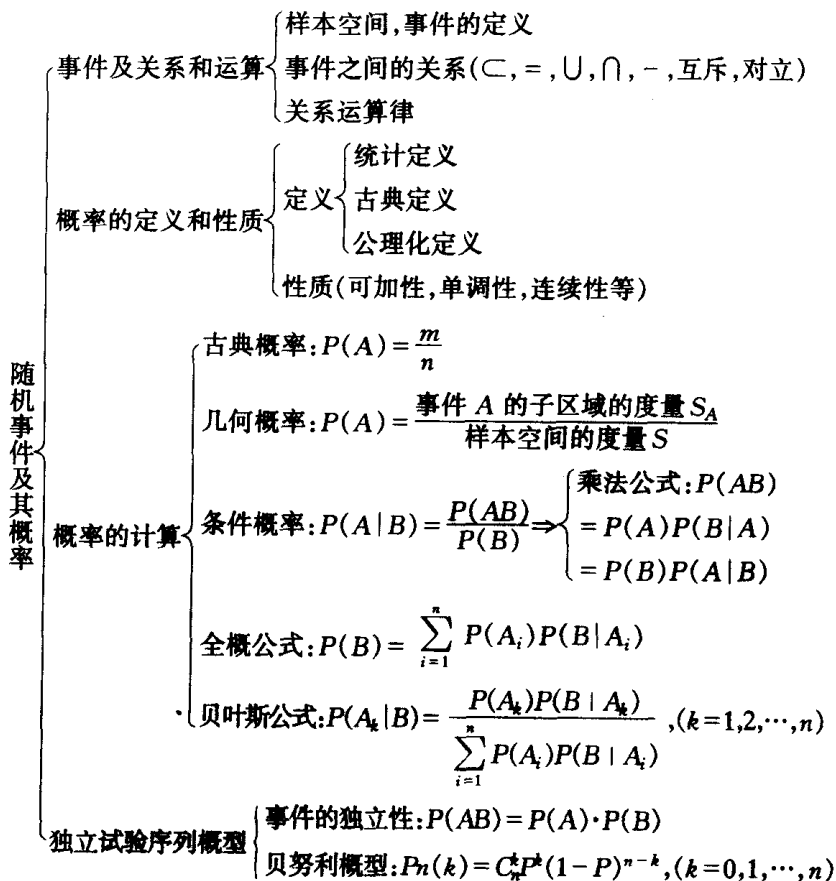 随机事件及其概率
事件及关系和运算
样本空间,事件的定义
事件之间的关系(⊂,=,∪,∩,-,互斥,对立)
关系运算律
概率的定义和性质
定义
统计定义
古典定义
公理化定义
性质(可加性,单调性,连续性等)
概率的计算
古典概率:P(A)=m/n
几何概率:P(A)=事件 A 的子区域的度量 S_A/样本空间的度量 S
条件概率:P(A|B)=P(AB)/P(B)⇒
乘法公式:P(AB)
=P(A)P(B|A)
=P(B)P(A|B)
全概公式:P(B)=∑_{i=1}^{n} P(A_i)P(B|A_i)
贝叶斯公式:P(A_k|B)=P(A_k)P(B|A_k)/∑_{i=1}^{n} P(A_i)P(B|A_i),(k=1,2,⋯,n)
独立试验序列概型
事件的独立性:P(AB)=P(A)·P(B)
贝努利概型:Pn(k)=C_n^k P^k(1-P)^{n-k},(k=0,1,⋯,n)